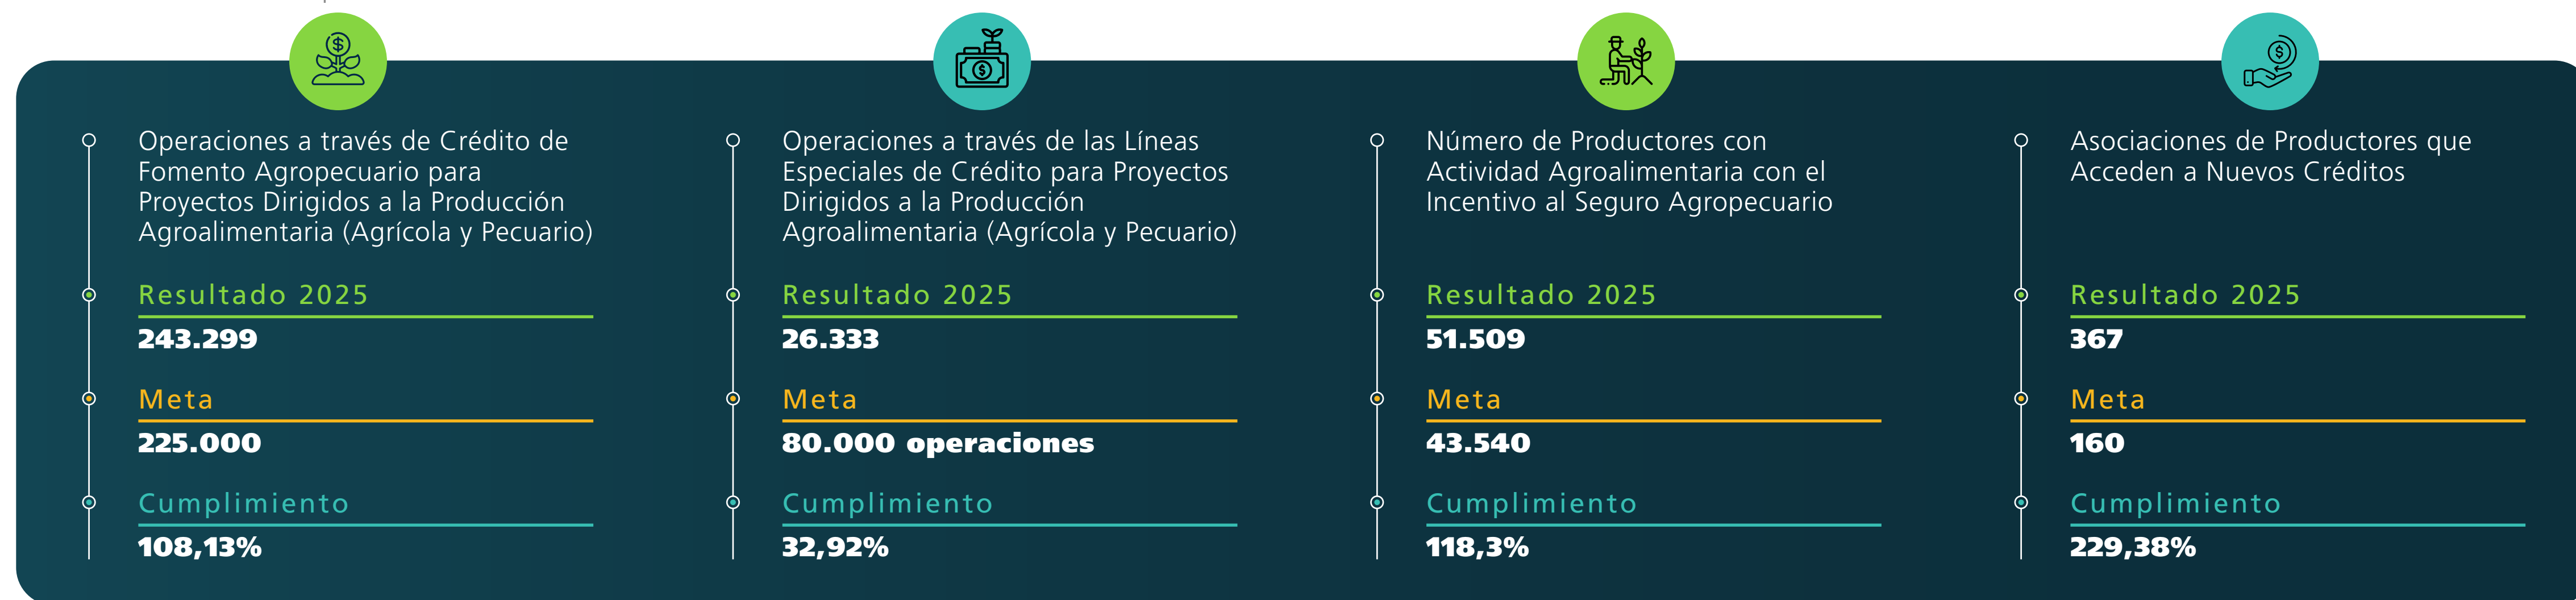 Operaciones a través de Crédito de
Fomento Agropecuario para
Proyectos Dirigidos a la Producción
Agroalimentaria (Agrícola y Pecuario)
Resultado 2025
243.299
Meta
225.000
Cumplimiento
108,13%
Operaciones a través de las Líneas
Especiales de Crédito para Proyectos
Dirigidos a la Producción
Agroalimentaria (Agrícola y Pecuario)
Resultado 2025
26.333
Meta
80.000 operaciones
Cumplimiento
32,92%
Número de Productores con
Actividad Agroalimentaria con el
Incentivo al Seguro Agropecuario
Resultado 2025
51.509
Meta
43.540
Cumplimiento
118,3%
Asociaciones de Productores que
Acceden a Nuevos Créditos
Resultado 2025
367
Meta
160
Cumplimiento
229,38%